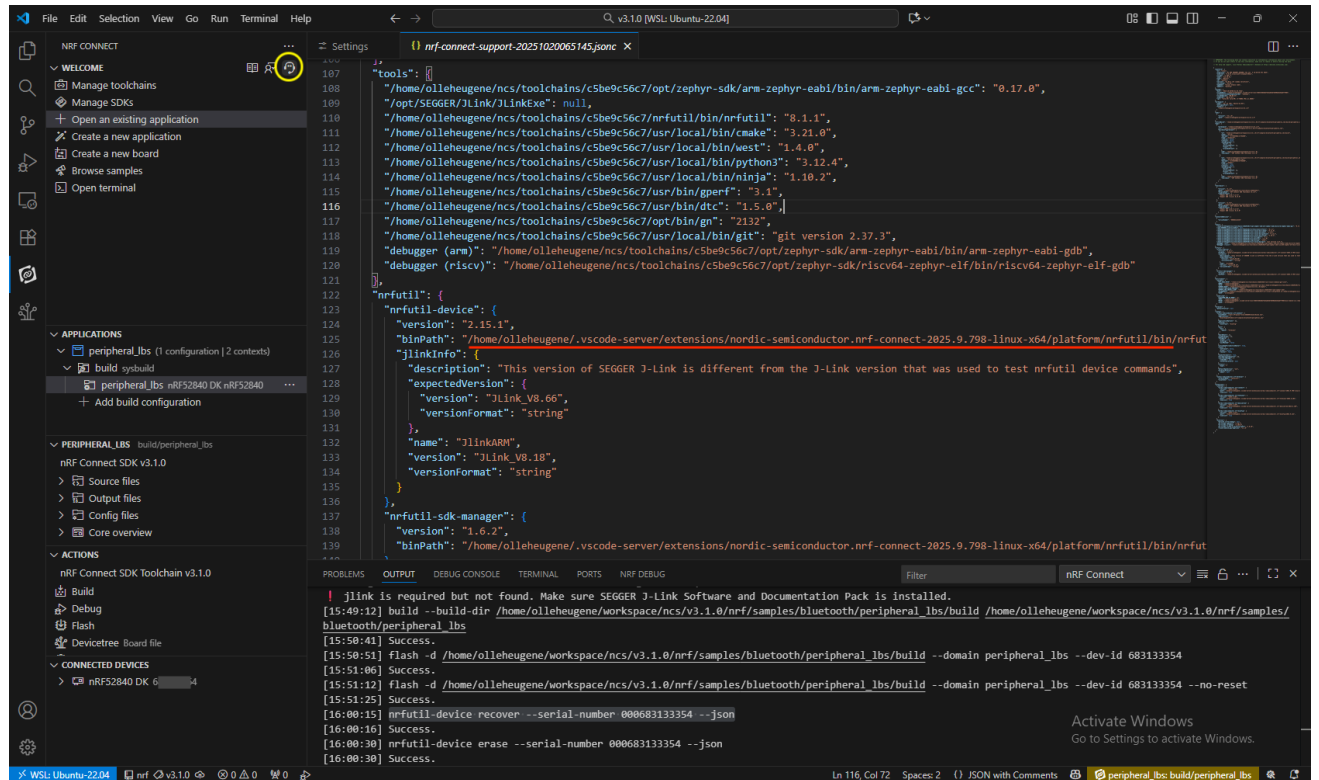 File Edit Selection View Go Run Terminal Help
v3.1.0 [WSL: Ubuntu-22.04]
NRF CONNECT
WELCOME
Manage toolchains
Manage SDKs
Open an existing application
Create a new application
Create a new board
Browse samples
Open terminal
APPLICATIONS
peripheral_lbs (1 configuration | 2 contexts)
build sysbuild
peripheral_lbs nRF52840 DK nRF52840
Add build configuration
PERIPHERAL_LBS build/peripheral_lbs
nRF Connect SDK v3.1.0
Source files
Output files
Config files
Core overview
ACTIONS
nRF Connect SDK Toolchain v3.1.0
Build
Debug
Flash
Devicetree Board file
CONNECTED DEVICES
nRF52840 DK 6 4
Settings
{} nrf-connect-support-20251020065145.jsonc
106 ],
107 "tools": {
108 "/home/olleheugene/ncs/toolchains/c5be9c56c7/opt/zephyr-sdk/arm-zephyr-eabi/bin/arm-zephyr-eabi-gcc": "0.17.0",
109 "/opt/SEGGER/JLink/JLinkExe": null,
110 "/home/olleheugene/ncs/toolchains/c5be9c56c7/nrfutil/bin/nrfutil": "8.1.1",
111 "/home/olleheugene/ncs/toolchains/c5be9c56c7/usr/local/bin/cmake": "3.21.0",
112 "/home/olleheugene/ncs/toolchains/c5be9c56c7/usr/local/bin/west": "1.4.0",
113 "/home/olleheugene/ncs/toolchains/c5be9c56c7/usr/local/bin/python3": "3.12.4",
114 "/home/olleheugene/ncs/toolchains/c5be9c56c7/usr/local/bin/ninja": "1.10.2",
115 "/home/olleheugene/ncs/toolchains/c5be9c56c7/usr/bin/gperf": "3.1",
116 "/home/olleheugene/ncs/toolchains/c5be9c56c7/usr/bin/dtc": "1.5.0",
117 "/home/olleheugene/ncs/toolchains/c5be9c56c7/opt/bin/gn": "2132",
118 "/home/olleheugene/ncs/toolchains/c5be9c56c7/usr/local/bin/git": "git version 2.37.3",
119 "debugger (arm)": "/home/olleheugene/ncs/toolchains/c5be9c56c7/opt/zephyr-sdk/arm-zephyr-eabi/bin/arm-zephyr-eabi-gdb",
120 "debugger (riscv)": "/home/olleheugene/ncs/toolchains/c5be9c56c7/opt/zephyr-sdk/riscv64-zephyr-elf/bin/riscv64-zephyr-elf-gdb"
121 },
122 "nrfutil": {
123 "nrfutil-device": {
124 "version": "2.15.1",
125 "binPath": "/home/olleheugene/.vscode-server/extensions/nordic-semiconductor.nrf-connect-2025.9.798-linux-x64/platform/nrfutil/bin/nrfut
126 "jlinkInfo": {
127 "description": "This version of SEGGER J-Link is different from the J-Link version that was used to test nrfutil device commands",
128 "expectedVersion": {
129 "version": "JLink_V8.66",
130 "versionFormat": "string"
131 },
132 "name": "JlinkARM",
133 "version": "JLink_V8.18",
134 "versionFormat": "string"
135 }
136 },
137 "nrfutil-sdk-manager": {
138 "version": "1.6.2",
139 "binPath": "/home/olleheugene/.vscode-server/extensions/nordic-semiconductor.nrf-connect-2025.9.798-linux-x64/platform/nrfutil/bin/nrfut
PROBLEMS OUTPUT DEBUG CONSOLE TERMINAL PORTS NRF DEBUG Filter nRF Connect
! jlink is required but not found. Make sure SEGGER J-Link Software and Documentation Pack is installed.
[15:49:12] build --build-dir /home/olleheugene/workspace/ncs/v3.1.0/nrf/samples/bluetooth/peripheral_lbs/build /home/olleheugene/workspace/ncs/v3.1.0/nrf/samples/
bluetooth/peripheral_lbs
[15:50:41] Success.
[15:50:51] flash -d /home/olleheugene/workspace/ncs/v3.1.0/nrf/samples/bluetooth/peripheral_lbs/build --domain peripheral_lbs --dev-id 683133354
[15:51:06] Success.
[15:51:12] flash -d /home/olleheugene/workspace/ncs/v3.1.0/nrf/samples/bluetooth/peripheral_lbs/build --domain peripheral_lbs --dev-id 683133354 --no-reset
[15:51:25] Success.
[16:00:15] nrfutil-device recover --serial-number 000683133354 --json
[16:00:16] Success.
[16:00:30] nrfutil-device erase --serial-number 000683133354 --json
[16:00:30] Success.
Activate Windows
Go to Settings to activate Windows.
WSL: Ubuntu-22.04 nrf v3.1.0 0 0 0 Ln 116, Col 72 Spaces: 2 {} JSON with Comments peripheral_lbs: build/peripheral_lbs